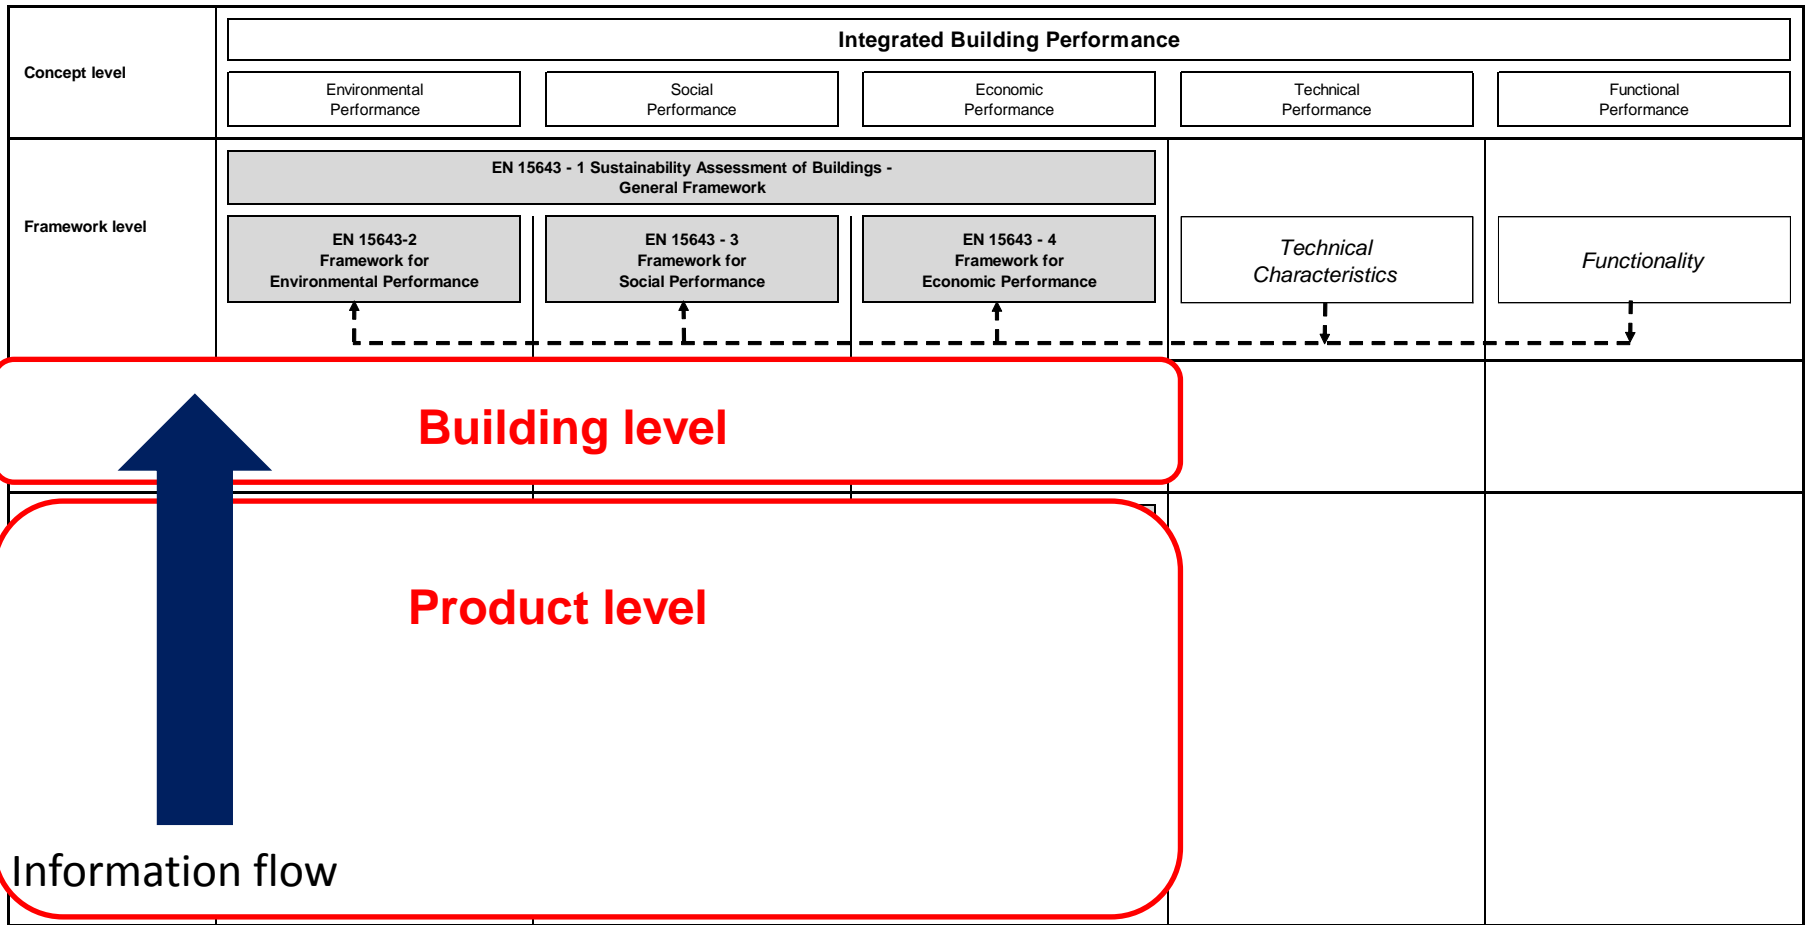 Integrated Building Performance
Concept level
Environmental
Performance
Social
Performance
Economic
Performance
Technical
Performance
Functional
Performance
EN 15643 - 1 Sustainability Assessment of Buildings -
General Framework
Framework level
EN 15643-2
Framework for
Environmental Performance
EN 15643 - 3
Framework for
Social Performance
EN 15643 - 4
Framework for
Economic Performance
Technical
Characteristics
Functionality
Building level
Product level
Information flow